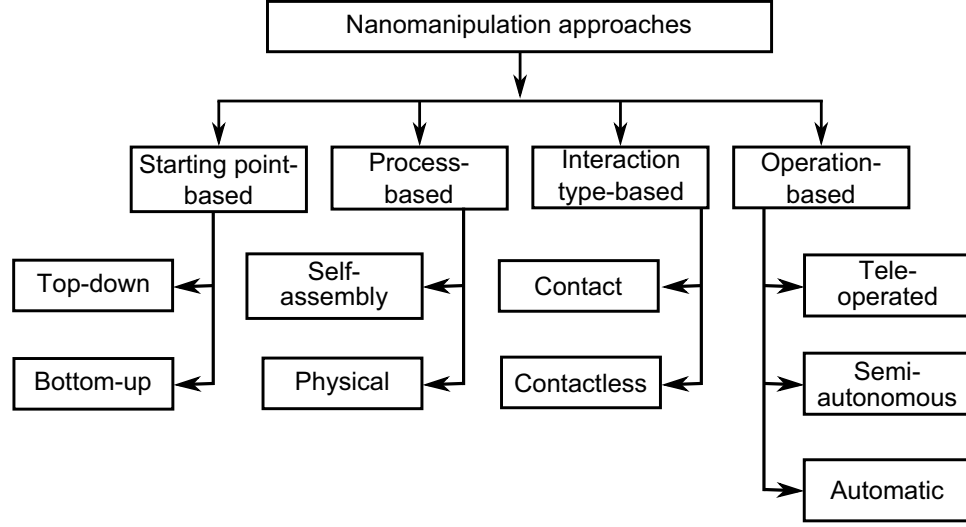 Nanomanipulation approaches
Starting point-
based
Process-
based
Interaction
type-based
Operation-
based
Top-down
Bottom-up
Self-
assembly
Physical
Contact
Contactless
Tele-
operated
Semi-
autonomous
Automatic